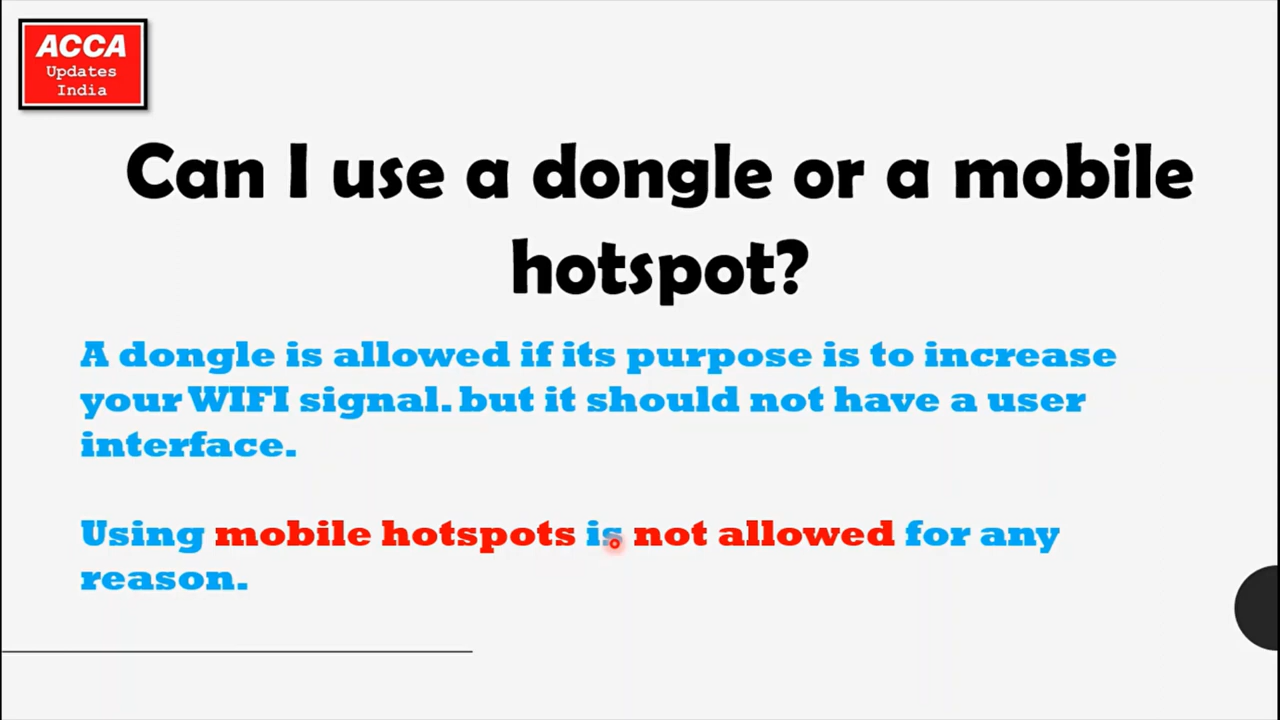 ACCA
Updates
India
Can I use a dongle or a mobile
hotspot?
A dongle is allowed if its purpose is to increase
your WIFI signal. but it should not have a user
interface.
Using mobile hotspots is not allowed for any
reason.